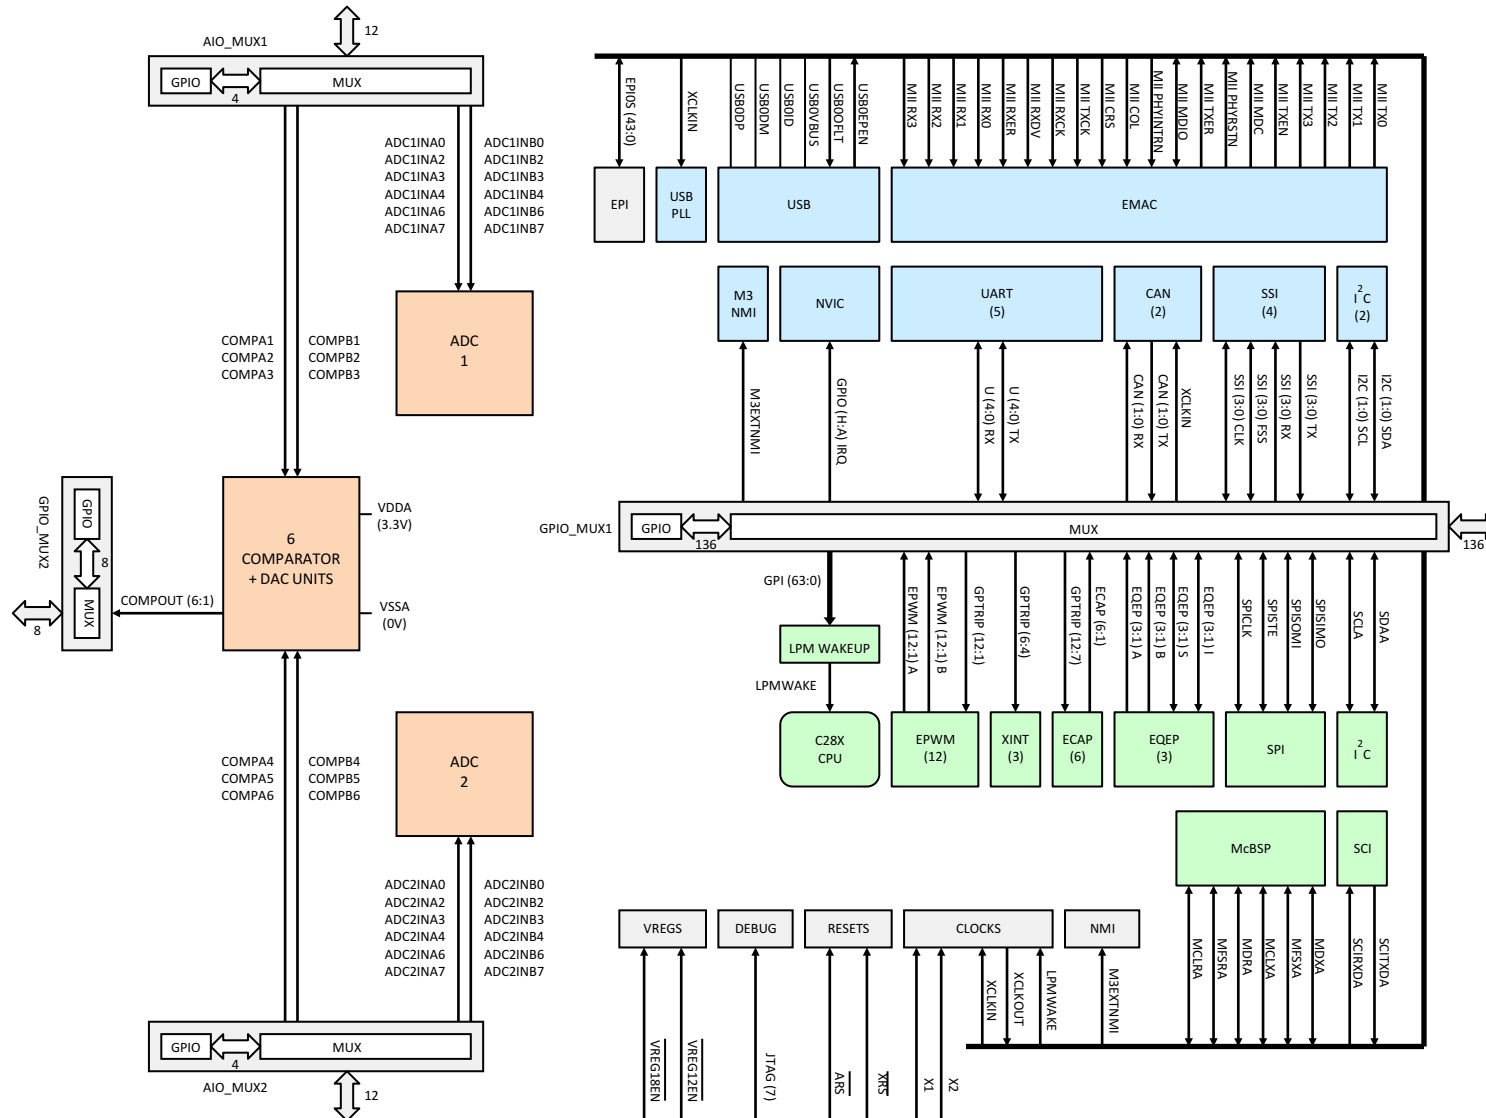 12
AIO_MUX1
GPIO
4
MUX
ADC1INA0
ADC1INA2
ADC1INA3
ADC1INA4
ADC1INA6
ADC1INA7
ADC1INB0
ADC1INB2
ADC1INB3
ADC1INB4
ADC1INB6
ADC1INB7
COMPA1
COMPA2
COMPA3
COMPB1
COMPB2
COMPB3
ADC
1
GPIO_MUX2
GPIO
8
MUX
8
COMPOUT (6:1)
6
COMPARATOR
+ DAC UNITS
VDDA
(3.3V)
VSSA
(0V)
COMPA4
COMPA5
COMPA6
COMPB4
COMPB5
COMPB6
ADC
2
ADC2INA0
ADC2INA2
ADC2INA3
ADC2INA4
ADC2INA6
ADC2INA7
ADC2INB0
ADC2INB2
ADC2INB3
ADC2INB4
ADC2INB6
ADC2INB7
GPIO
4
MUX
AIO_MUX2
12
EPI0S (43:0)
XCLKIN
USB0DP
USB0DM
USB0ID
USB0VBUS
USB0OFLT
USB0EPEN
MII RX3
MII RX2
MII RX1
MII RX0
MII RXER
MII RXDV
MII RXCK
MII TXCK
MII CRS
MII COL
MII PHYINTRN
MII MDIO
MII TXER
MII PHYRSTN
MII MDC
MII TXEN
MII TX3
MII TX2
MII TX1
MII TX0
EPI
USB
PLL
USB
EMAC
M3
NMI
NVIC
UART
(5)
CAN
(2)
SSI
(4)
I2C
(2)
M3EXTNMI
GPIO (H:A) IRQ
U (4:0) RX
U (4:0) TX
CAN (1:0) RX
CAN (1:0) TX
XCLKIN
SSI (3:0) CLK
SSI (3:0) FSS
SSI (3:0) RX
SSI (3:0) TX
I2C (1:0) SCL
I2C (1:0) SDA
GPIO_MUX1
GPIO
136
MUX
136
GPI (63:0)
LPM WAKEUP
LPMWAKE
EPWM (12:1) A
EPWM (12:1) B
GPTRIP (12:1)
GPTRIP (6:4)
GPTRIP (12:7)
ECAP (6:1)
EQEP (3:1) A
EQEP (3:1) B
EQEP (3:1) S
EQEP (3:1) I
SPICLK
SPISTE
SPISOMI
SPISIMO
SCLA
SDAA
C28X
CPU
EPWM
(12)
XINT
(3)
ECAP
(6)
EQEP
(3)
SPI
I2C
McBSP
SCI
MCLRA
MFSRA
MDRA
MCLXA
MFSXA
MDXA
SCIRXDA
SCITXDA
VREGS
DEBUG
RESETS
CLOCKS
NMI
VREG18EN
VREG12EN
JTAG (7)
ARS
XRS
X1
X2
XCLKIN
XCLKOUT
LPMWAKE
M3EXTNMI